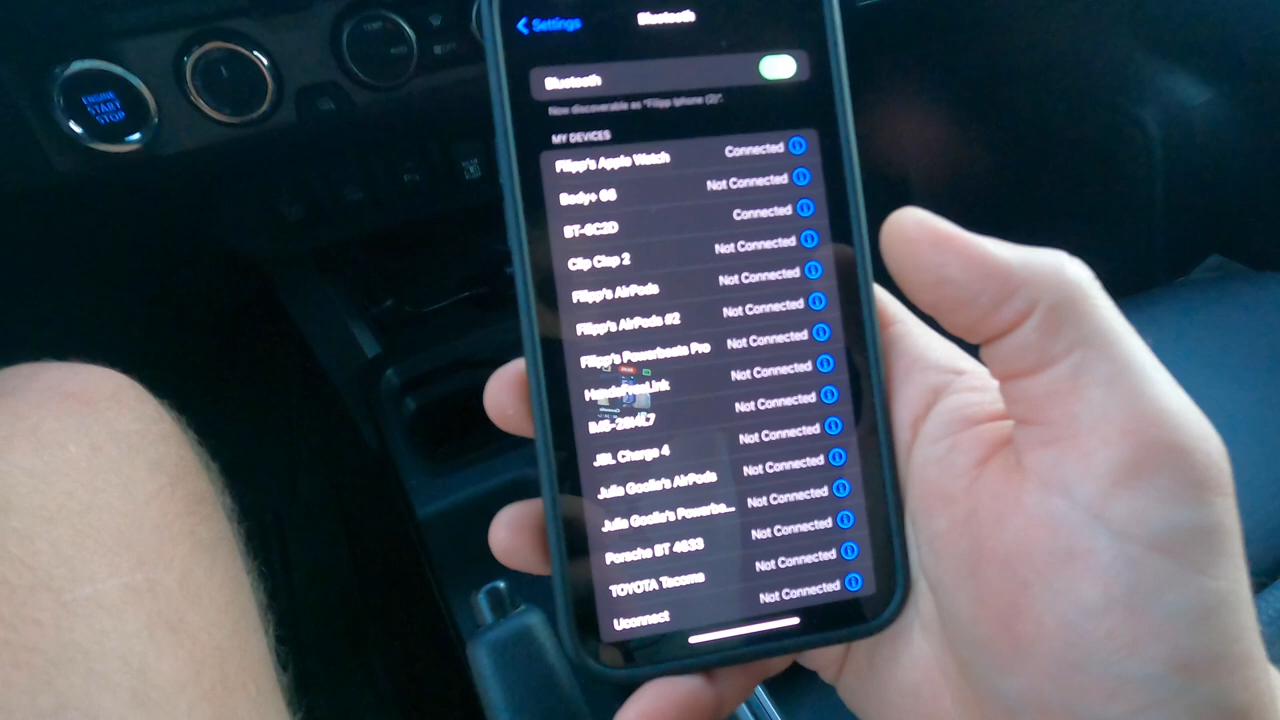 ENGINE
START
STOP
Settings
Bluetooth
Bluetooth
Now discoverable as "Filipp Iphone (2)".
MY DEVICES
Filipp's Apple Watch Connected
Body+ Not Connected
BT-6C2D Connected
Clip Clap 2 Not Connected
Filipp's AirPods Not Connected
Filipp's AirPods #2 Not Connected
Filipp's Powerbeats Pro Not Connected
HandsFreeLink Not Connected
Not Connected
JBL Charge 4 Not Connected
Julia Goolia's AirPods Not Connected
Julia Goolia's Powerbe... Not Connected
Porsche BT 4633 Not Connected
TOYOTA Tacoma Not Connected
Uconnect Not Connected